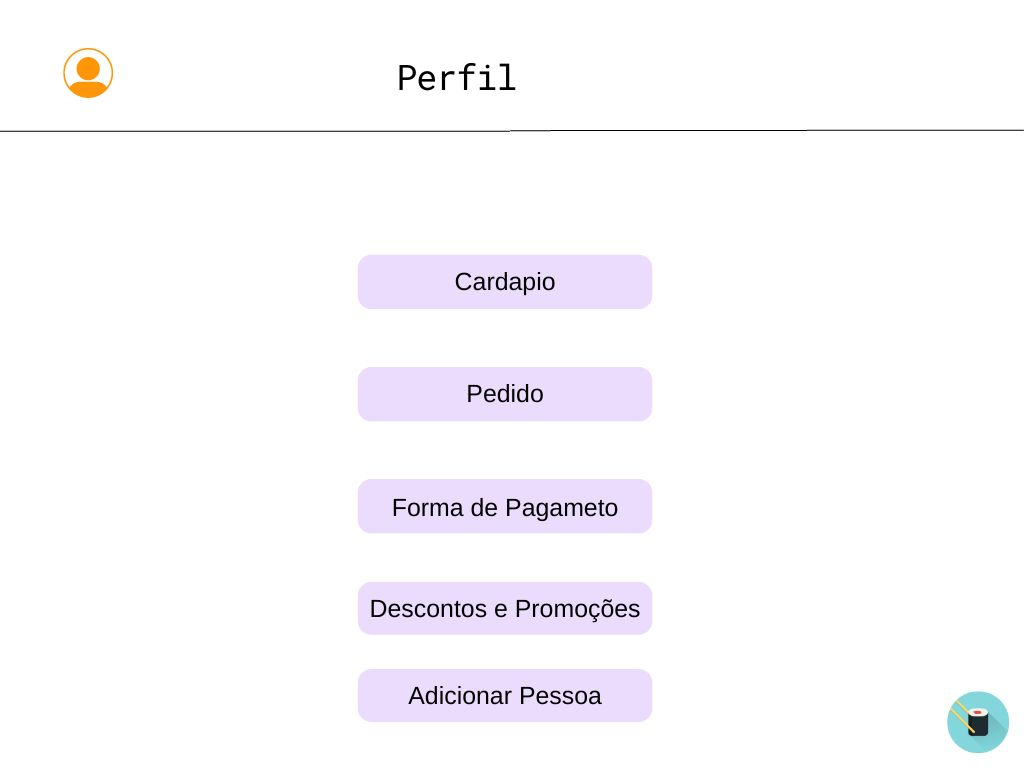 Perfil
Cardapio
Pedido
Forma de Pagameto
Descontos e Promoções
Adicionar Pessoa